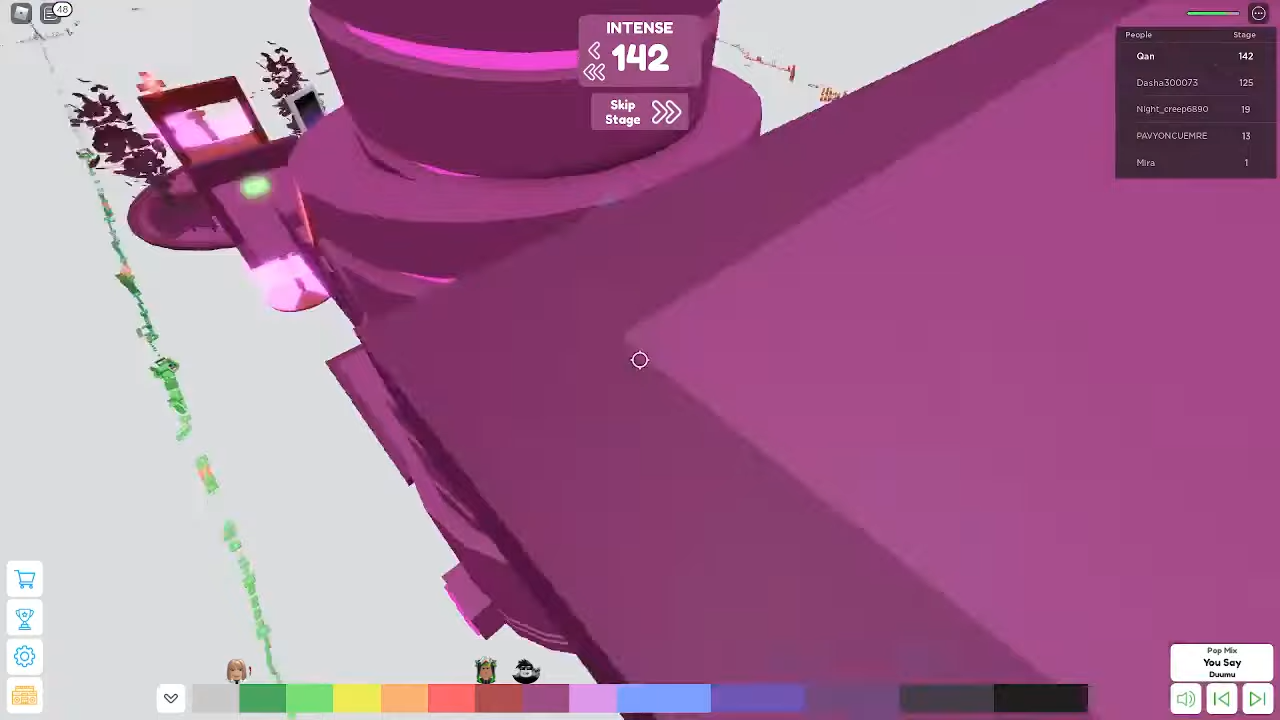 48
INTENSE
142
Skip
Stage
People Stage
Qan 142
Dasha300073 125
Night_creep6890 19
PAVYONCUEMRE 13
Mira 1
Pop Mix
You Say
Duumu